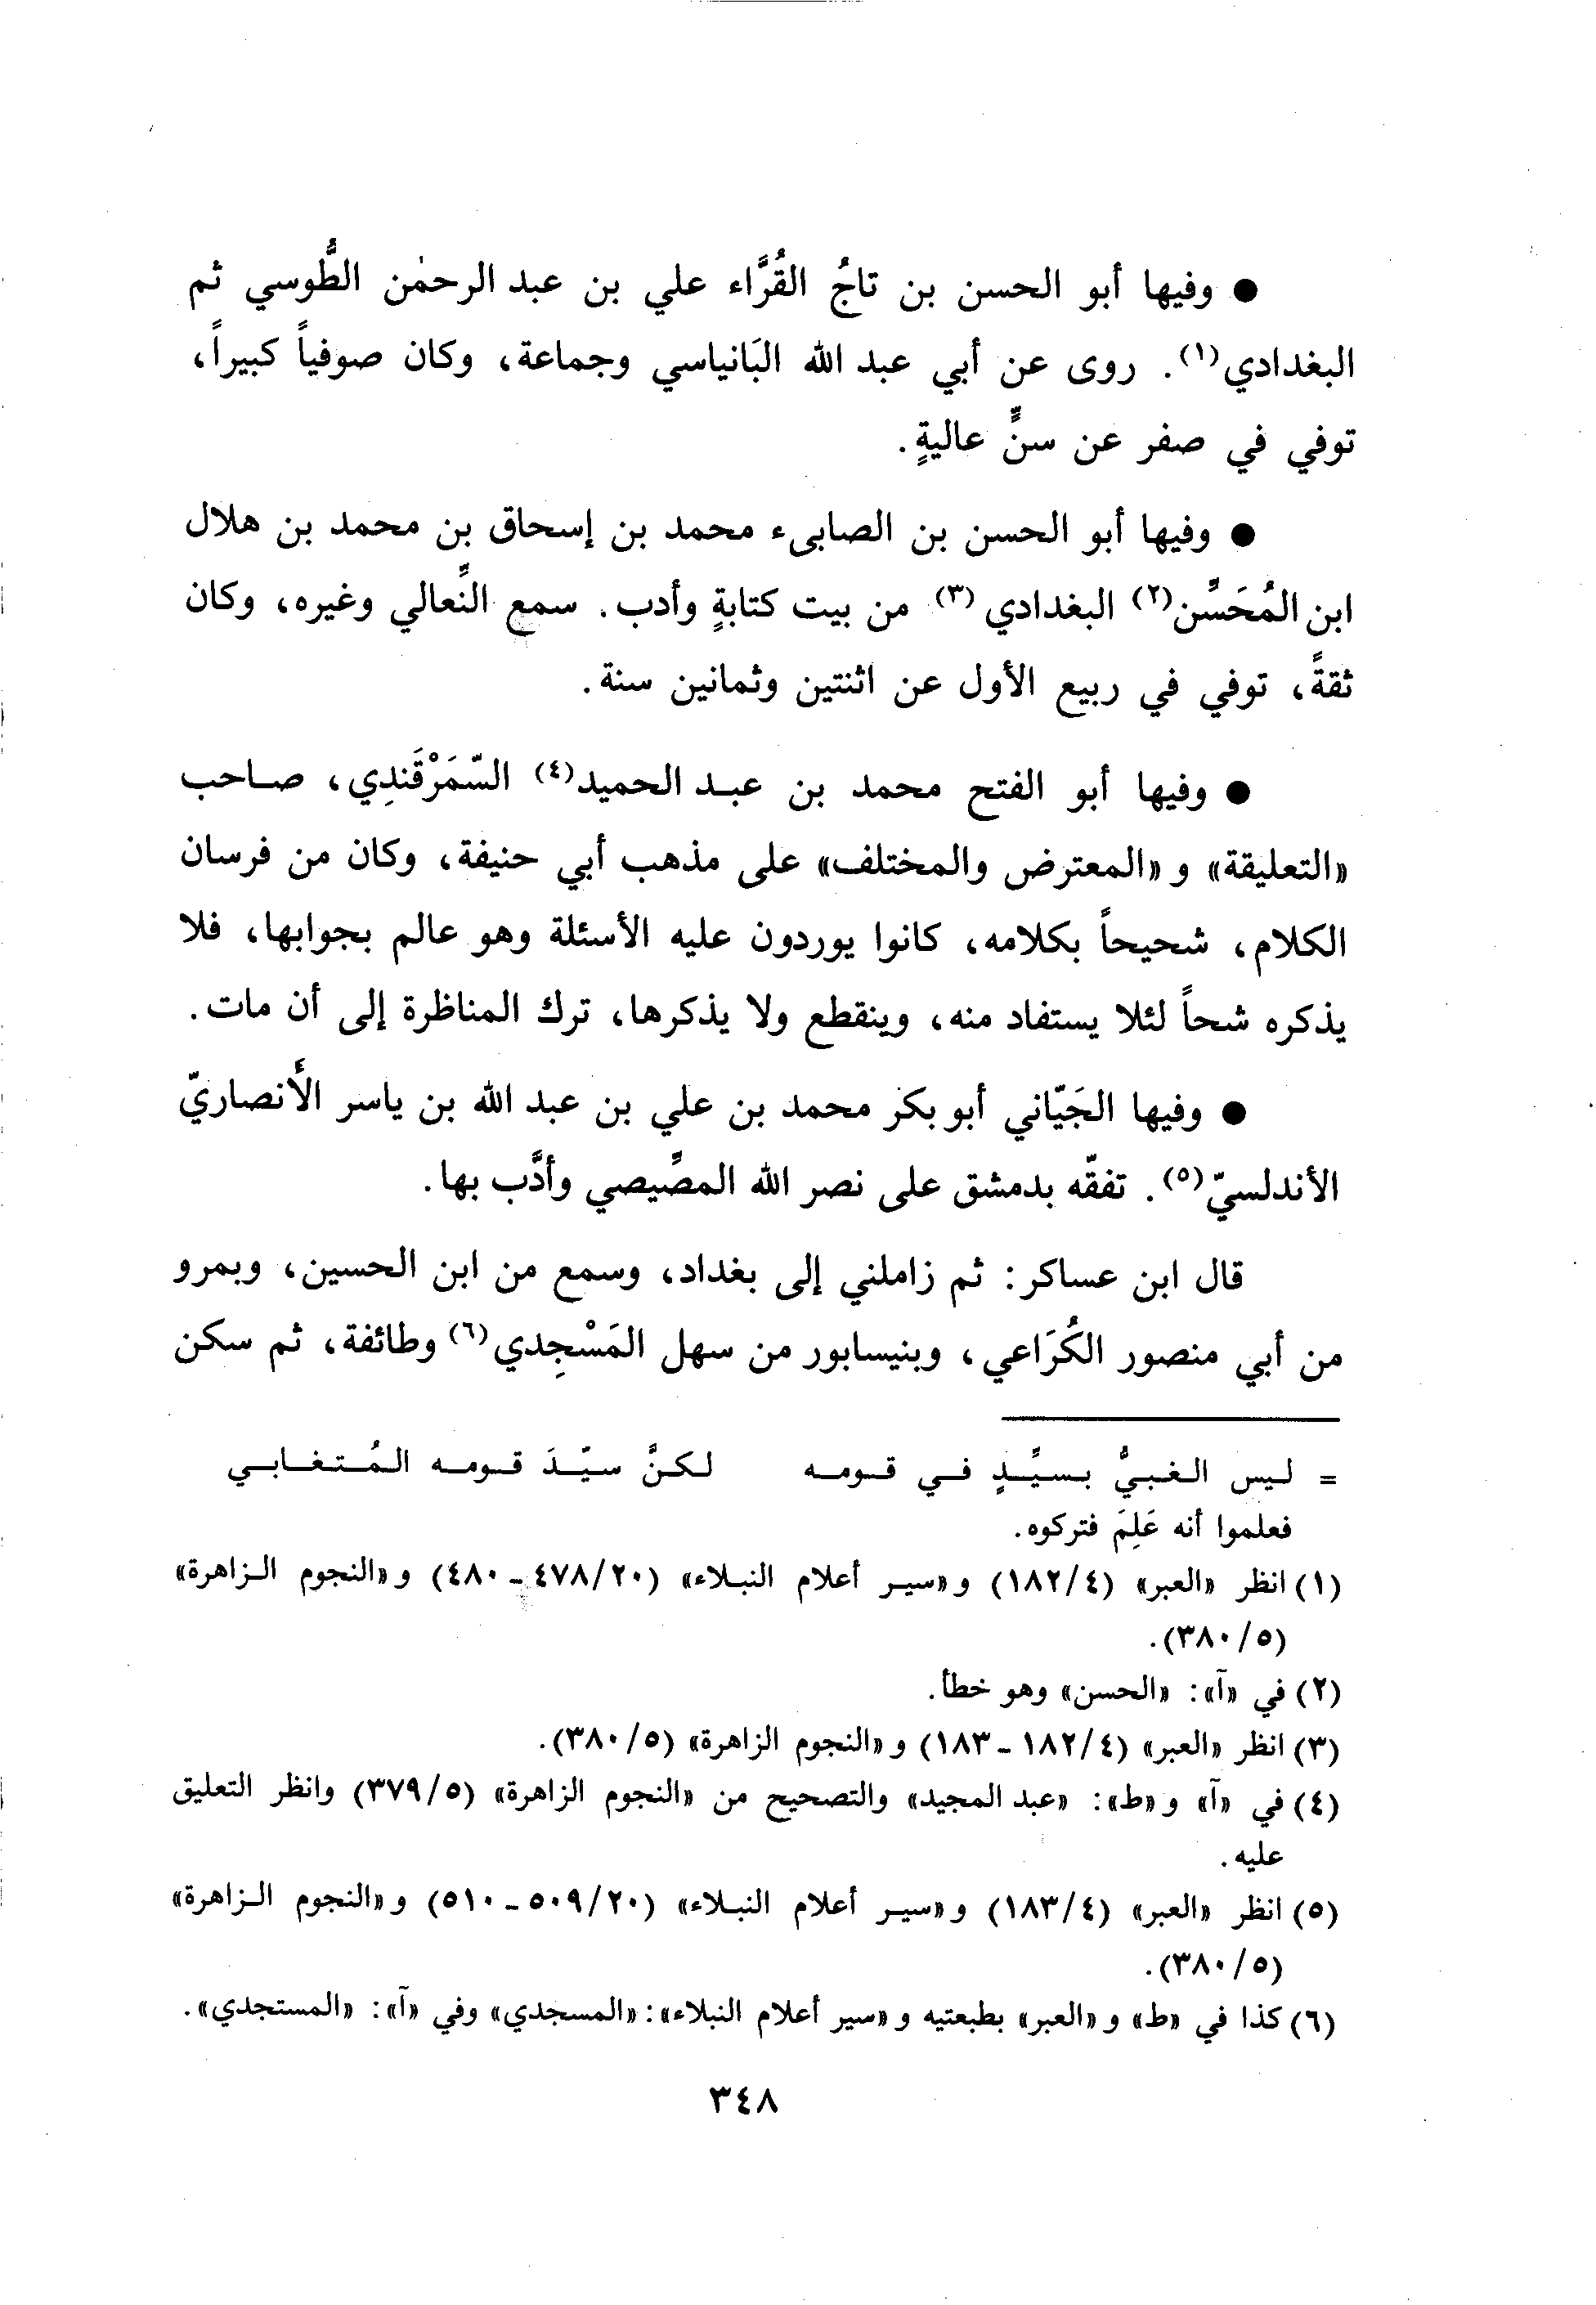 ● وفيها أبو الحسن بن تاجُ القُرَّاء علي بن عبد الرحمٰن الطُّوسي ثم
البغدادي(١). روى عن أبي عبد الله البَانياسي وجماعة، وكان صوفياً كبيراً،
توفي في صفر عن سنٍّ عاليةٍ.
● وفيها أبو الحسن بن الصابىء محمد بن إسحاق بن محمد بن هلال
ابن المُحَسِّن(٢) البغدادي(٣) من بيت كتابةٍ وأدب. سمع النِّعالي وغيره، وكان
ثقةً، توفي في ربيع الأول عن اثنتين وثمانين سنة.
● وفيها أبو الفتح محمد بن عبد الحميد(٤) السّمَرْقَندِي، صاحب
«التعليقة» و«المعترض والمختلف» على مذهب أبي حنيفة، وكان من فرسان
الكلام، شحيحاً بكلامه، كانوا يوردون عليه الأسئلة وهو عالم بجوابها، فلا
يذكره شحاً لئلا يستفاد منه، وينقطع ولا يذكرها، ترك المناظرة إلى أن مات.
● وفيها الجَيّاني أبو بكر محمد بن علي بن عبد الله بن ياسر الأنصاريّ
الأندلسيّ(٥). تفقّه بدمشق على نصر الله المصِّيصي وأدَّب بها.
قال ابن عساكر: ثم زاملني إلى بغداد، وسمع من ابن الحسين، وبمرو
من أبي منصور الكُرَاعي، وبنيسابور من سهل المَسْجِدي(٦) وطائفة، ثم سكن
= ليس الغبيُّ بسيِّدٍ في قومه لكنَّ سيّدَ قومه المُتغابي
فعلموا أنه عَلِمَ فتركوه.
(١) انظر «العبر» (٤/١٨٢) و«سير أعلام النبلاء» (٢٠/٤٧٨ ـ ٤٨٠) و«النجوم الزاهرة»
(٥/٣٨٠).
(٢) في «آ»: «الحسن» وهو خطأ.
(٣) انظر «العبر» (٤/١٨٢ ـ ١٨٣) و«النجوم الزاهرة» (٥/٣٨٠).
(٤) في «آ» و«ط»: «عبد المجيد» والتصحيح من «النجوم الزاهرة» (٥/٣٧٩) وانظر التعليق
عليه.
(٥) انظر «العبر» (٤/١٨٣) و«سير أعلام النبلاء» (٢٠/٥٠٩ ـ ٥١٠) و«النجوم الزاهرة»
(٥/٣٨٠).
(٦) كذا في «ط» و«العبر» بطبعتيه و«سير أعلام النبلاء»: «المسجدي» وفي «آ»: «المستجدي».
٣٤٨